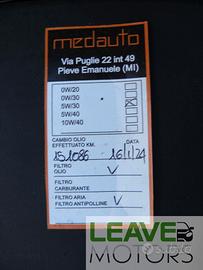 medauto
Via Puglie 22 int 49
Pieve Emanuele (MI)
0W/20
0W/30
5W/30
5W/40
10W/40
CAMBIO OLIO
EFFETTUATO KM. DATA
151086 16/1/24
FILTRO
OLIO V
FILTRO
CARBURANTE
FILTRO ARIA V
FILTRO ANTIPOLLINE V
LEAVE
MOTORS